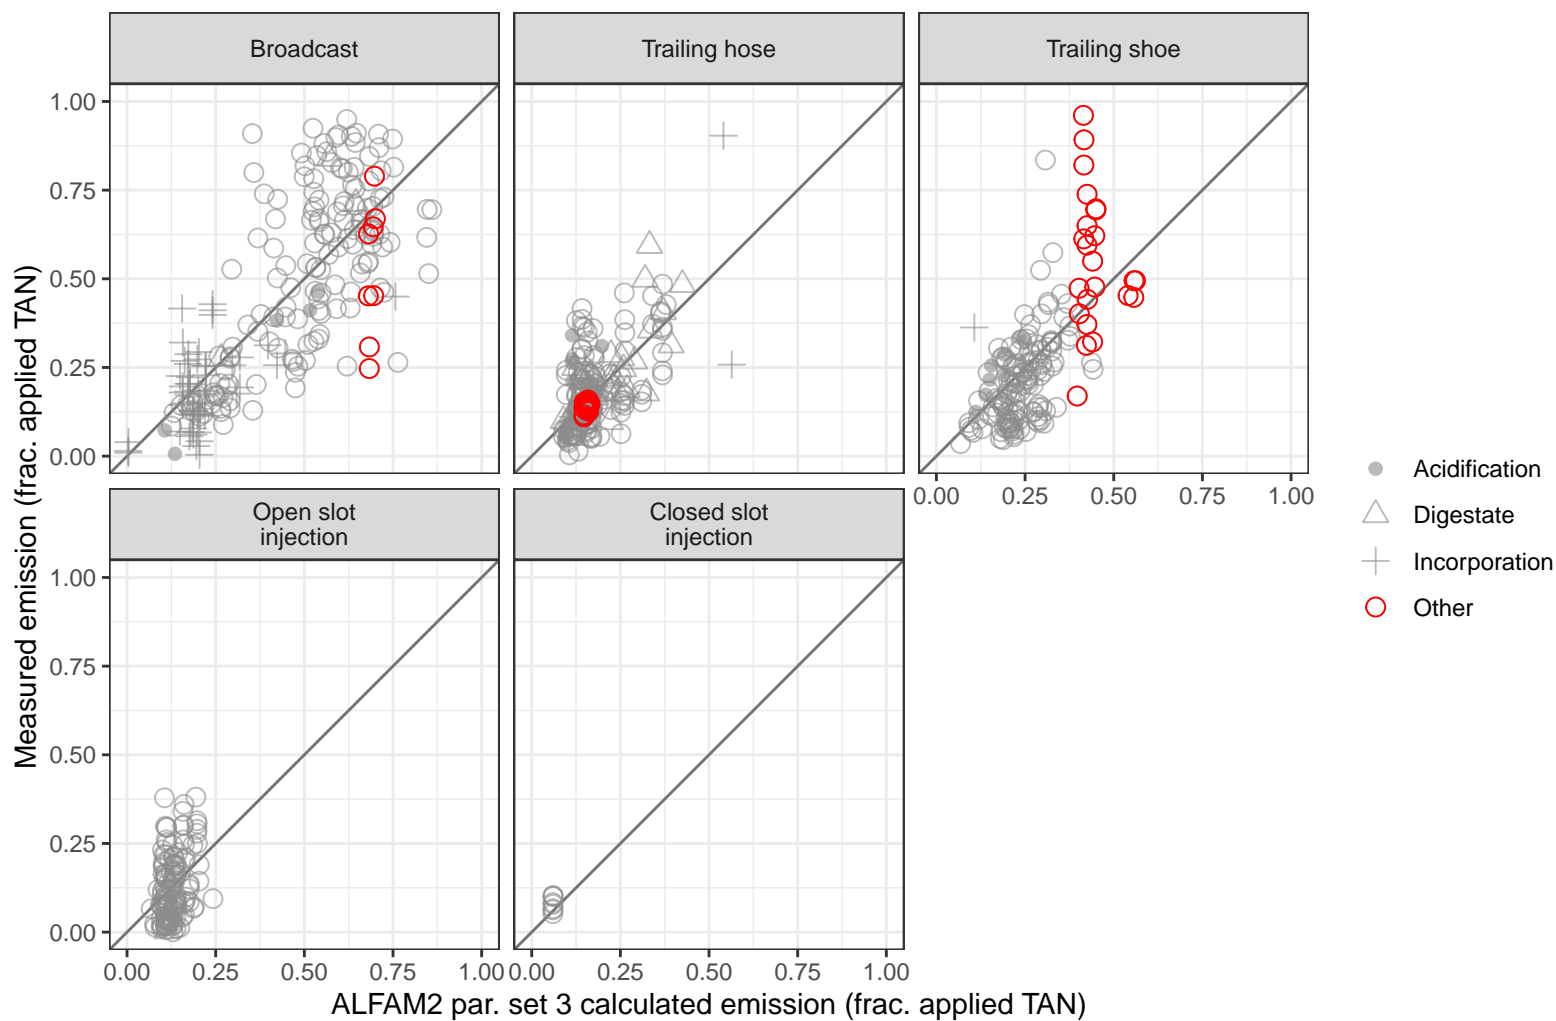 Broadcast
Trailing hose
Trailing shoe
1.00
0.75
0.50
0.25
0.00
0.00 0.25 0.50 0.75 1.00
Open slot
injection
Closed slot
injection
1.00
0.75
0.50
0.25
0.00
0.00 0.25 0.50 0.75 1.00
0.00 0.25 0.50 0.75 1.00
Measured emission (frac. applied TAN)
ALFAM2 par. set 3 calculated emission (frac. applied TAN)
Acidification
Digestate
Incorporation
Other